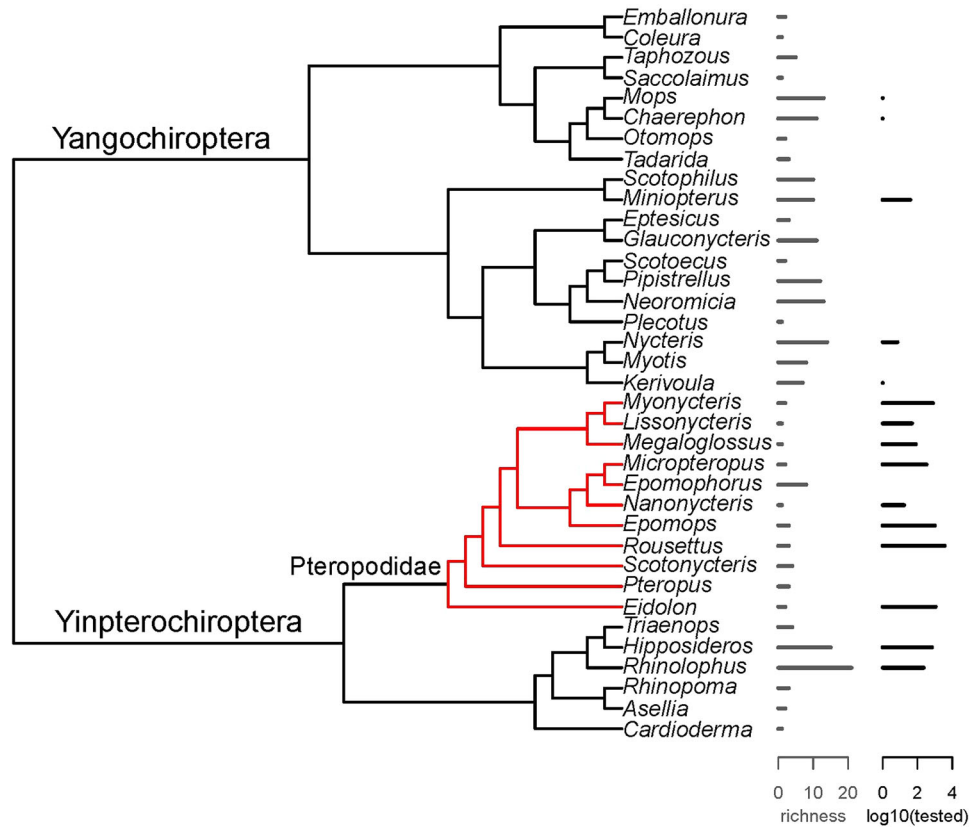 Emballonura
Coleura
Taphozous
Saccolaimus
Mops
Chaerephon
Yangochiroptera
Otomops
Tadarida
Scotophilus
Miniopterus
Eptesicus
Glauconycteris
Scotoecus
Pipistrellus
Neoromicia
Plecotus
Nycteris
Myotis
Kerivoula
Myonycteris
Lissonycteris
Megaloglossus
Micropteropus
Epomophorus
Nanonycteris
Epomops
Rousettus
Pteropodidae
Scotonycteris
Pteropus
Eidolon
Yinpterochiroptera
Triaenops
Hipposideros
Rhinolophus
Rhinopoma
Asellia
Cardioderma
0 10 20 0 2 4
richness log10(tested)